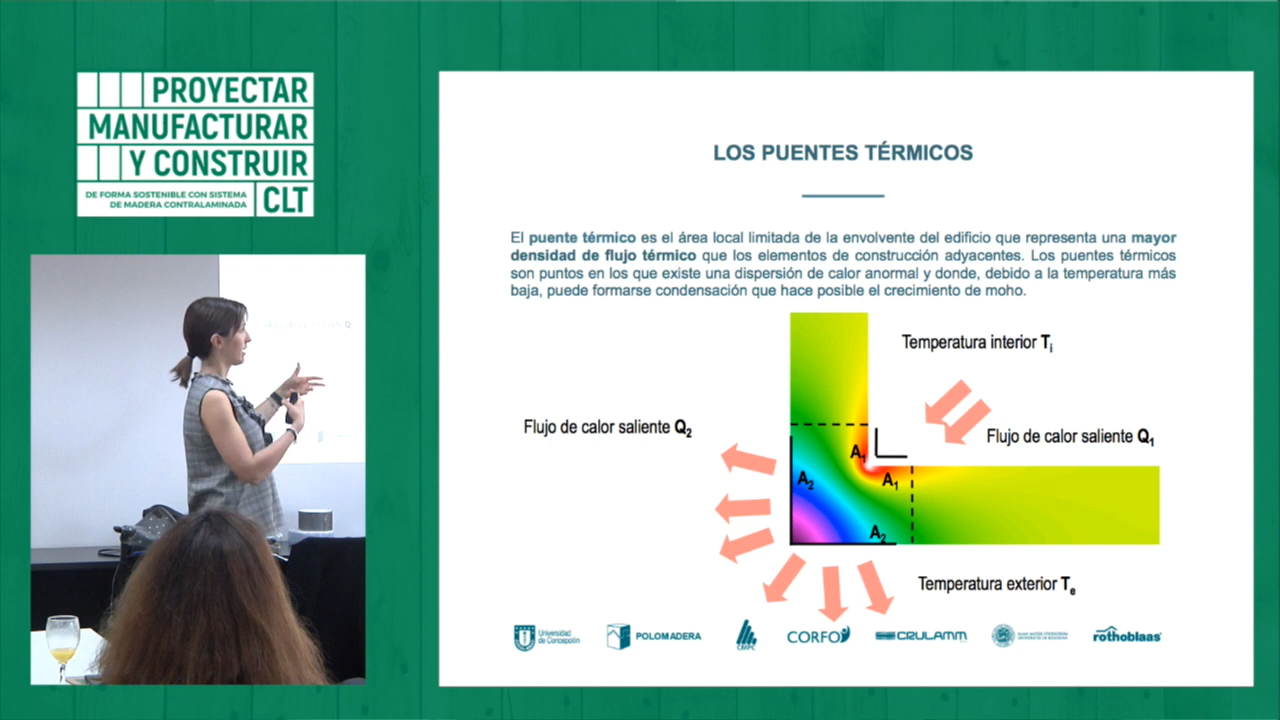 PROYECTAR
MANUFACTURAR
Y CONSTRUIR
DE FORMA SOSTENIBLE CON SISTEMA
DE MADERA CONTRALAMINADA
CLT
LOS PUENTES TÉRMICOS
El puente térmico es el área local limitada de la envolvente del edificio que representa una mayor
densidad de flujo térmico que los elementos de construcción adyacentes. Los puentes térmicos
son puntos en los que existe una dispersión de calor anormal y donde, debido a la temperatura más
baja, puede formarse condensación que hace posible el crecimiento de moho.
Temperatura interior Ti
Flujo de calor saliente Q2
Flujo de calor saliente Q1
A1
A1
A2
A2
Temperatura exterior Te
Universidad
de Concepción
POLOMADERA
CMPC
CORFO
CRULAMM
rothoblaas